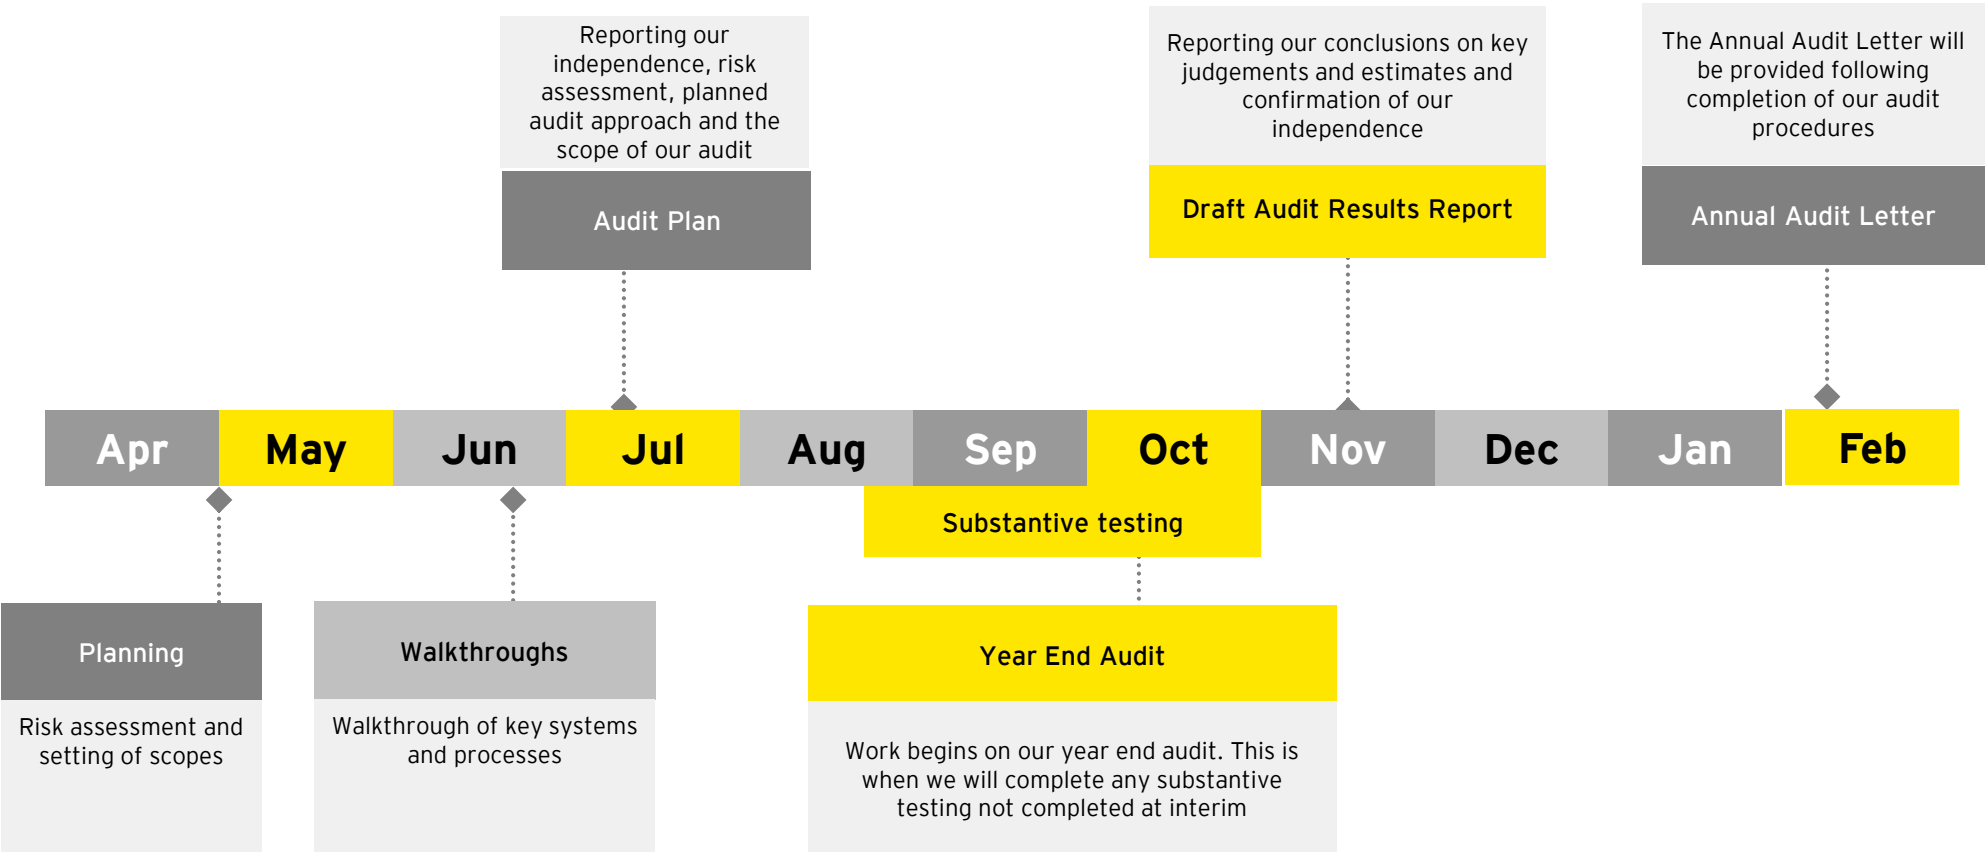 Reporting our
independence, risk
assessment, planned
audit approach and the
scope of our audit
Audit Plan
Reporting our conclusions on key
judgements and estimates and
confirmation of our
independence
Draft Audit Results Report
The Annual Audit Letter will
be provided following
completion of our audit
procedures
Annual Audit Letter
Apr May Jun Jul Aug Sep Oct Nov Dec Jan Feb
Substantive testing
Planning
Risk assessment and
setting of scopes
Walkthroughs
Walkthrough of key systems
and processes
Year End Audit
Work begins on our year end audit. This is
when we will complete any substantive
testing not completed at interim